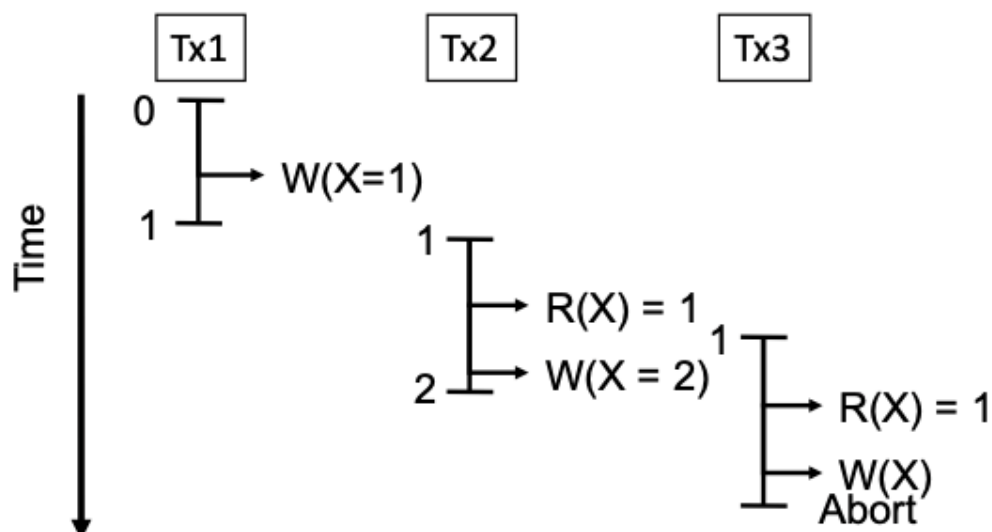 Tx1
Tx2
Tx3
Time
0
W(X=1)
1
1
R(X) = 1
W(X = 2)
2
1
R(X) = 1
W(X)
Abort